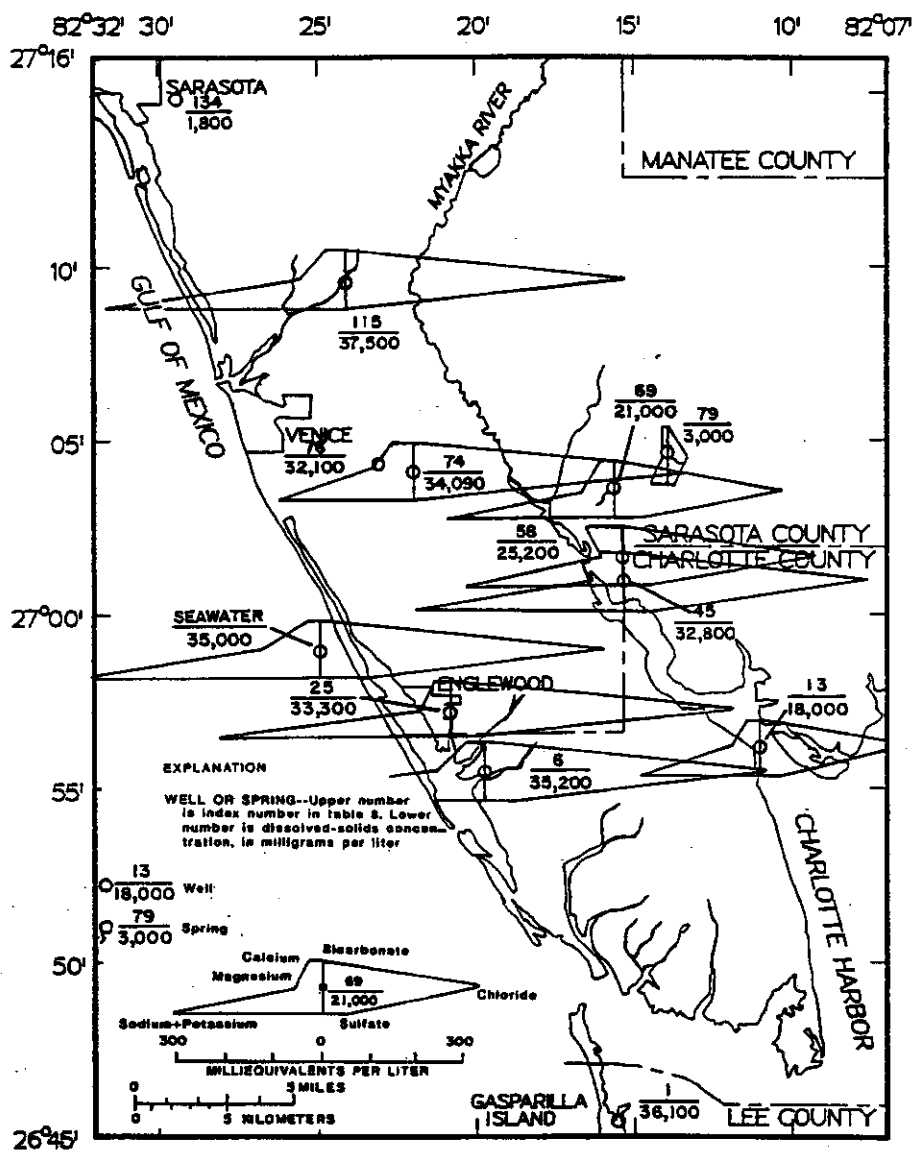 82°32' 30' 25' 20' 15' 10' 82°07'
27°16'
SARASOTA
134
1,800
MYAKKA RIVER
MANATEE COUNTY
10'
GULF OF MEXICO
115
37,500
69
21,000
79
3,000
05'
VENICE
76
32,100
74
34,090
56
25,200
SARASOTA COUNTY
CHARLOTTE COUNTY
45
32,800
27°00'
SEAWATER
35,000
25
33,300
ENGLEWOOD
13
18,000
6
35,200
55'
EXPLANATION
WELL OR SPRING--Upper number
is index number in table 8. Lower
number is dissolved-solids concen-
tration, in milligrams per liter
13
18,000 Well
79
3,000 Spring
CHARLOTTE HARBOR
50'
Calcium Bicarbonate
Magnesium
69
21,000
Chloride
Sodium+Potassium Sulfate
300 0 300
MILLIEQUIVALENTS PER LITER
0 5 MILES
0 5 KILOMETERS
GASPARILLA
ISLAND
1
36,100
LEE COUNTY
26°45'